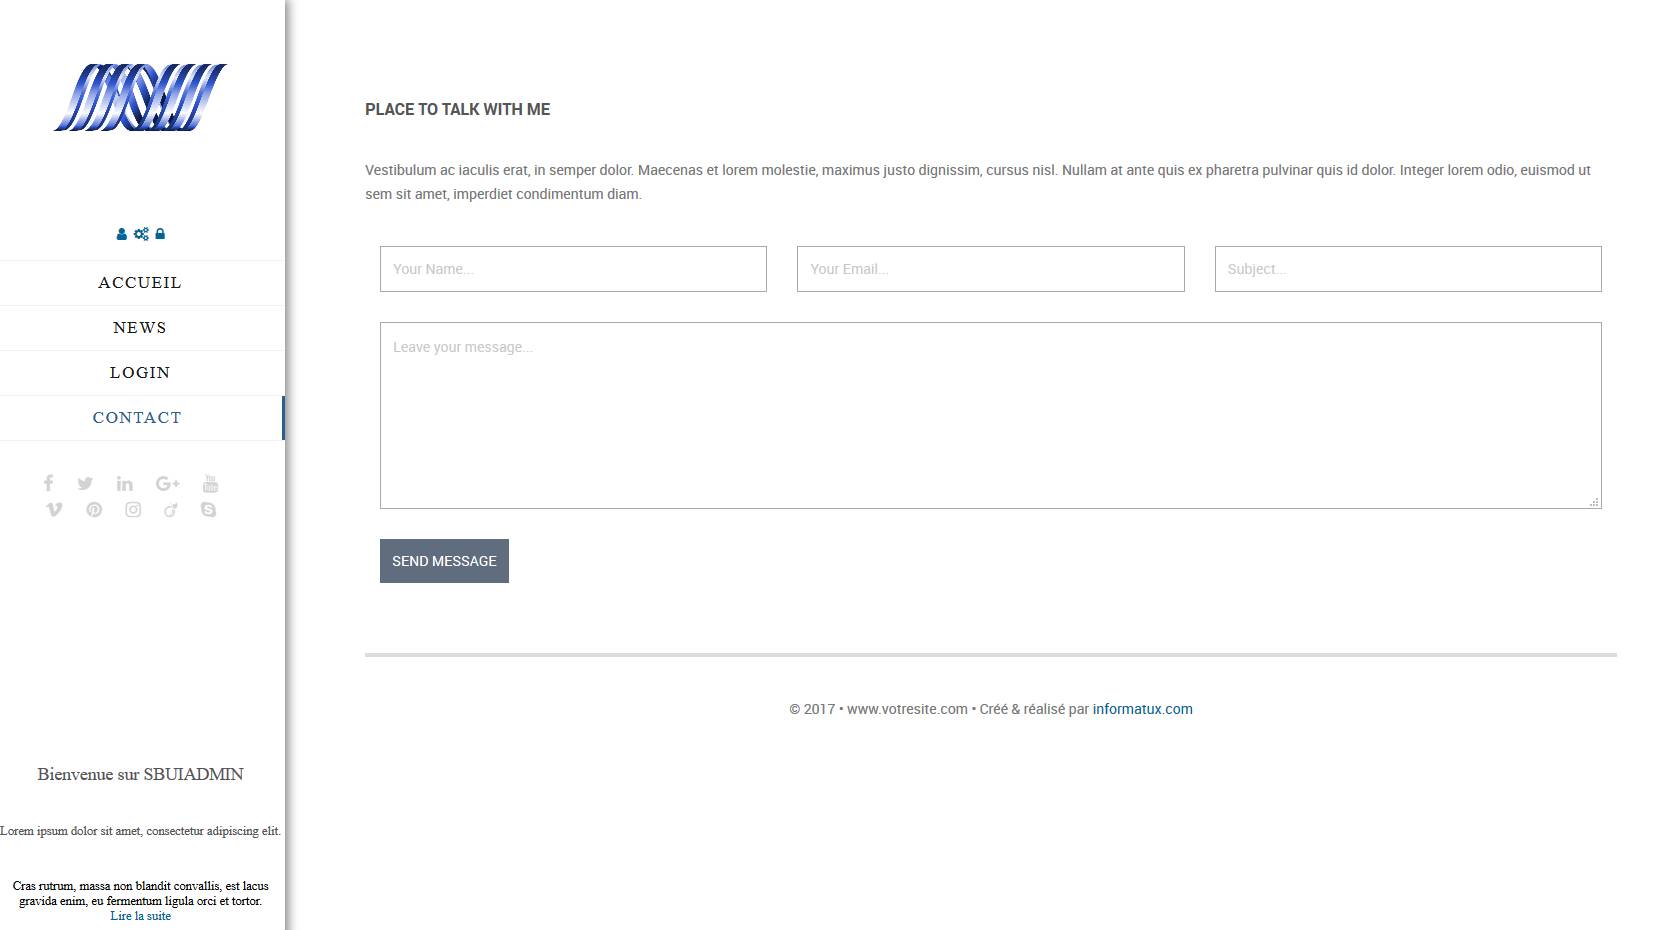 ACCUEIL
NEWS
LOGIN
CONTACT
Bienvenue sur SBUIADMIN
Lorem ipsum dolor sit amet, consectetur adipiscing elit.
Cras rutrum, massa non blandit convallis, est lacus
gravida enim, eu fermentum ligula orci et tortor.
Lire la suite
PLACE TO TALK WITH ME
Vestibulum ac iaculis erat, in semper dolor. Maecenas et lorem molestie, maximus justo dignissim, cursus nisl. Nullam at ante quis ex pharetra pulvinar quis id dolor. Integer lorem odio, euismod ut
sem sit amet, imperdiet condimentum diam.
Your Name...
Your Email...
Subject...
Leave your message...
SEND MESSAGE
© 2017 • www.votresite.com • Créé & réalisé par informatux.com